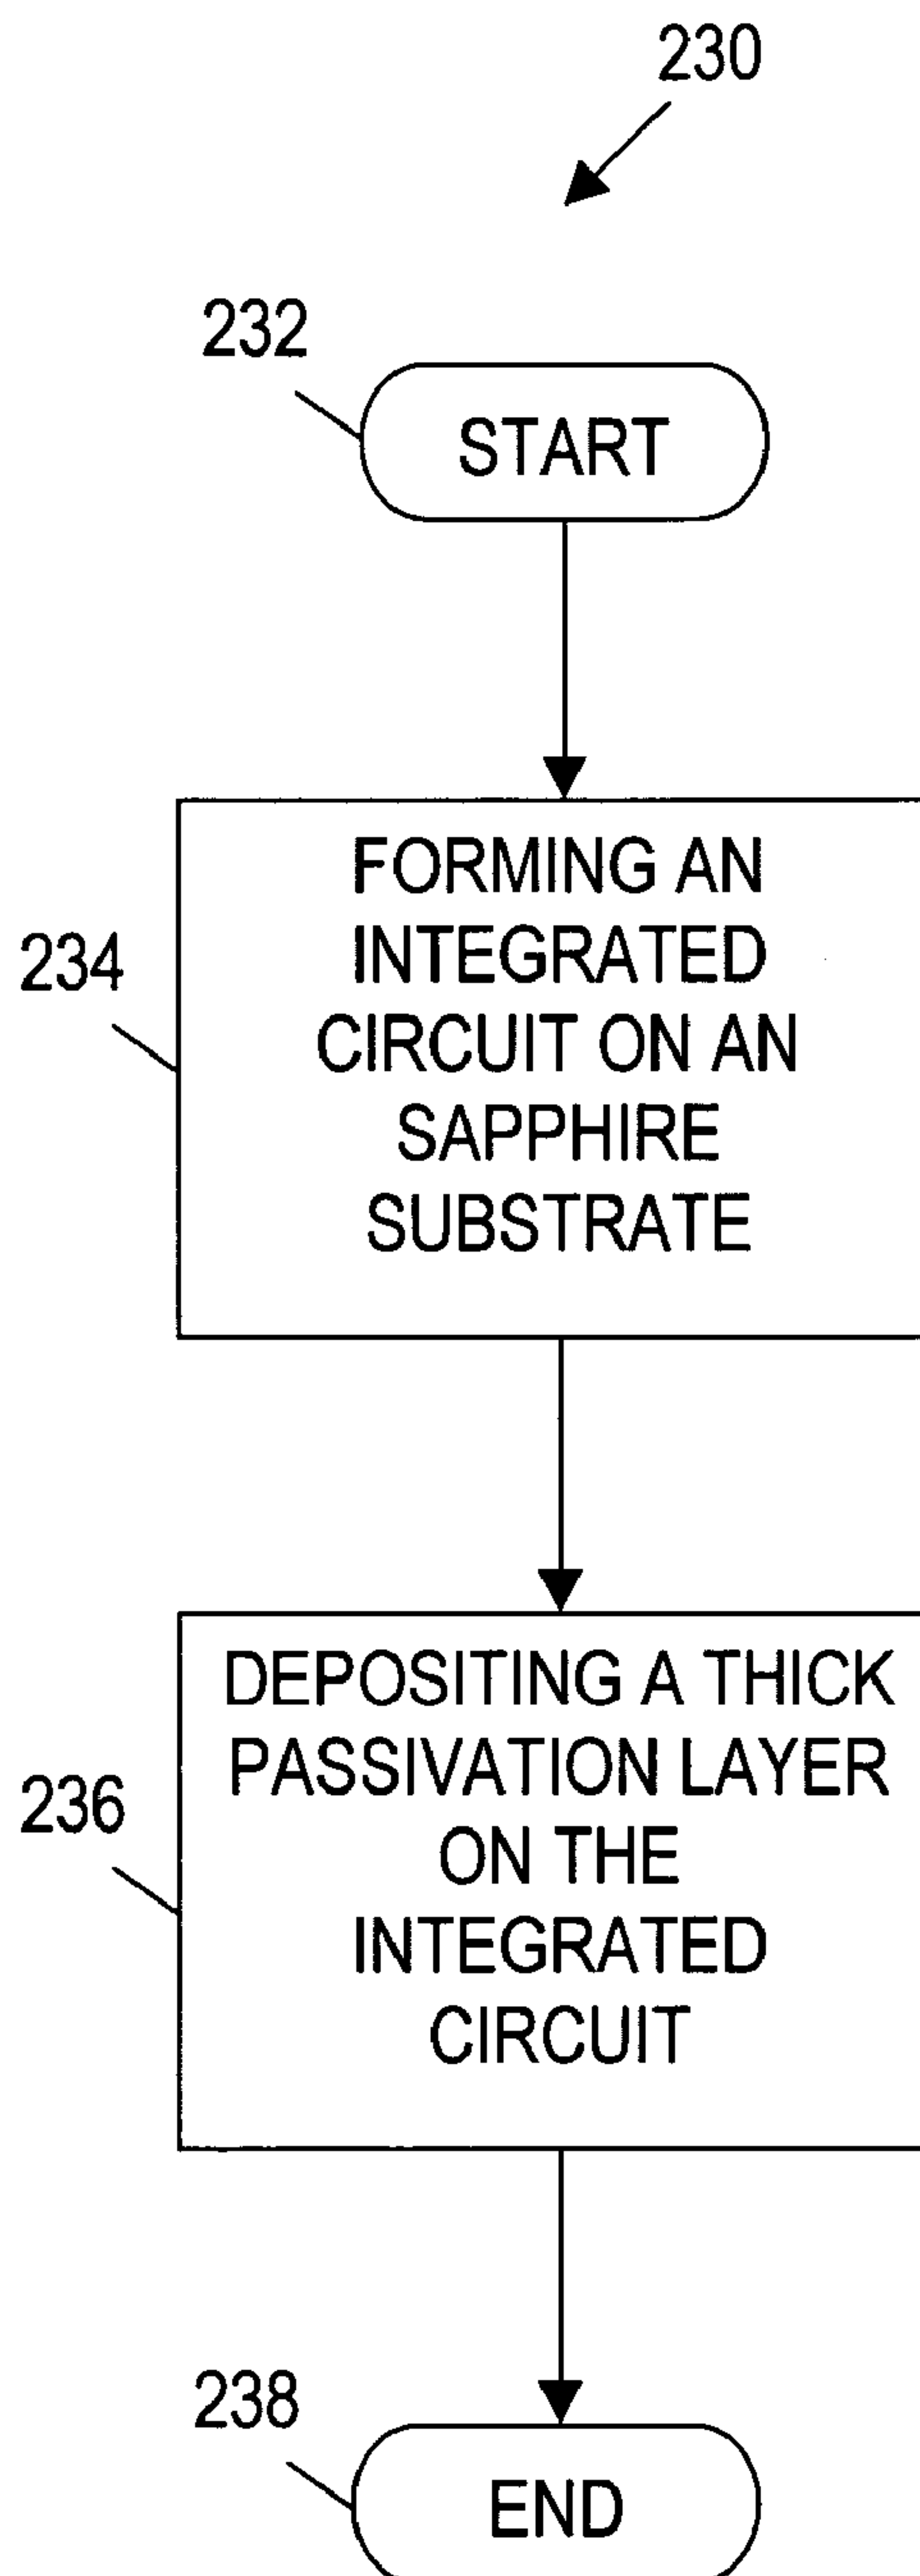 230
232
START
234
FORMING AN
INTEGRATED
CIRCUIT ON AN
SAPPHIRE
SUBSTRATE
236
DEPOSITING A THICK
PASSIVATION LAYER
ON THE
INTEGRATED
CIRCUIT
238
END